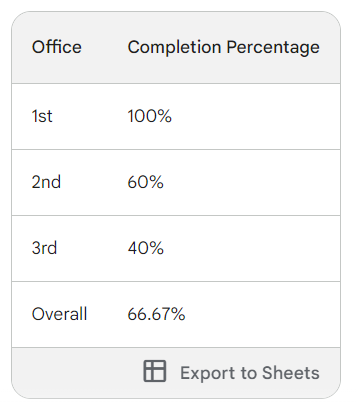 Office Completion Percentage
1st 100%
2nd 60%
3rd 40%
Overall 66.67%
Export to Sheets